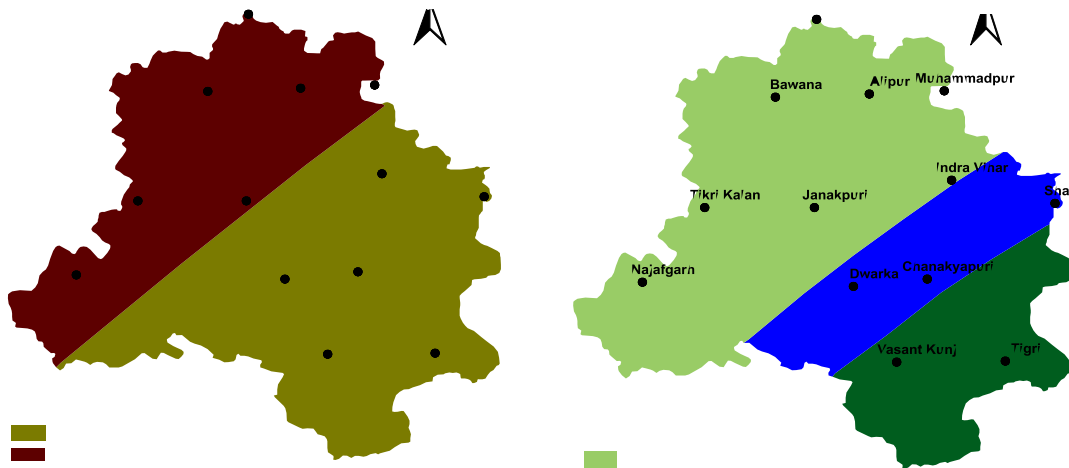 Bawana
Alipur
Muhammadpur
Indra Vihar
Tikri Kalan
Janakpuri
Najafgarh
Dwarka
Chanakyapuri
Vasant Kunj
Tigri